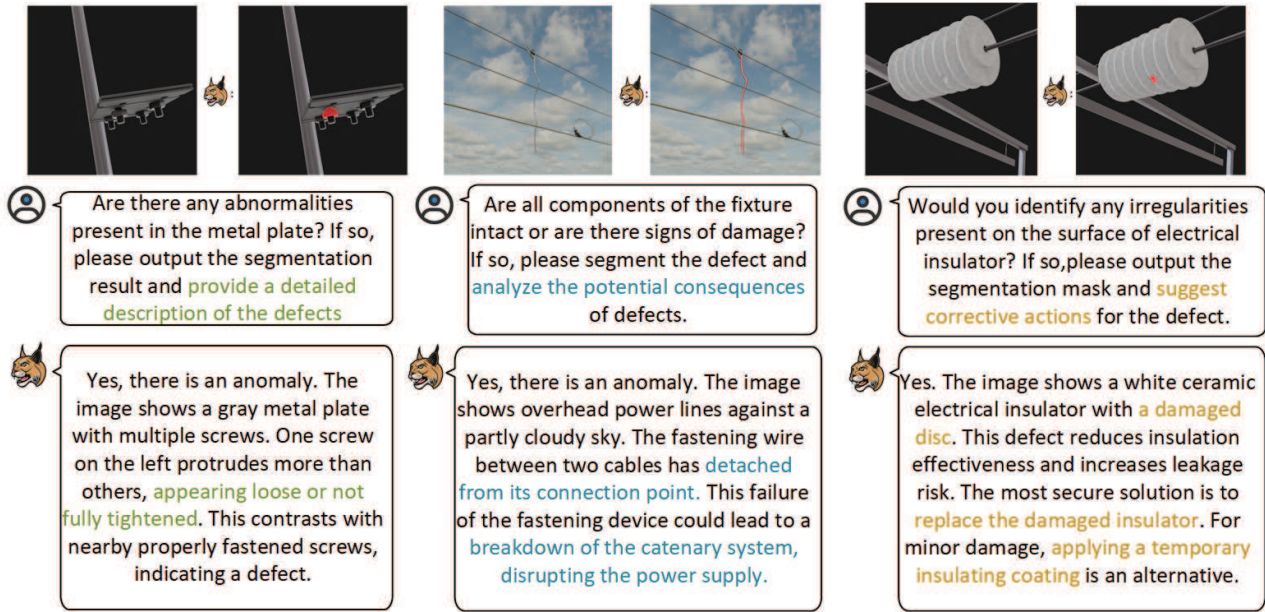 :
:
:
Are there any abnormalities
present in the metal plate? If so,
please output the segmentation
result and provide a detailed
description of the defects
Are all components of the fixture
intact or are there signs of damage?
If so, please segment the defect and
analyze the potential consequences
of defects.
Would you identify any irregularities
present on the surface of electrical
insulator? If so,please output the
segmentation mask and suggest
corrective actions for the defect.
Yes, there is an anomaly. The
image shows a gray metal plate
with multiple screws. One screw
on the left protrudes more than
others, appearing loose or not
fully tightened. This contrasts with
nearby properly fastened screws,
indicating a defect.
Yes, there is an anomaly. The image
shows overhead power lines against a
partly cloudy sky. The fastening wire
between two cables has detached
from its connection point. This failure
of the fastening device could lead to a
breakdown of the catenary system,
disrupting the power supply.
Yes. The image shows a white ceramic
electrical insulator with a damaged
disc. This defect reduces insulation
effectiveness and increases leakage
risk. The most secure solution is to
replace the damaged insulator. For
minor damage, applying a temporary
insulating coating is an alternative.